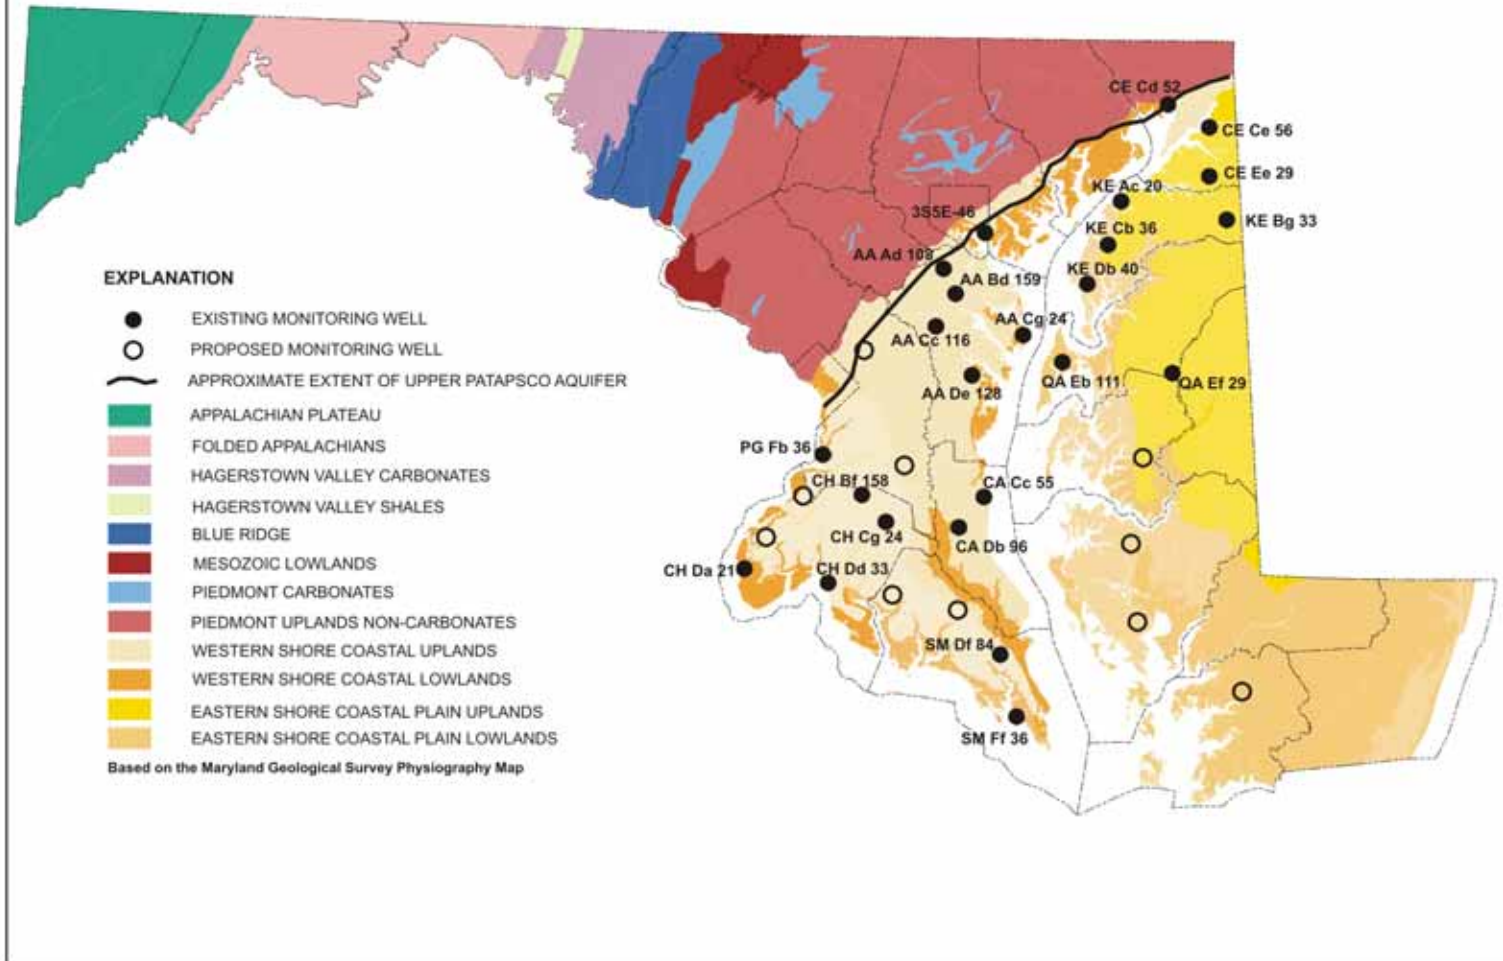 CE Cd 52
CE Ce 56
CE Ee 29
KE Ac 20
3S5E-46
KE Bg 33
KE Cb 36
AA Ad 108
KE Db 40
AA Bd 159
AA Cg 24
AA Cc 116
QA Eb 111
QA Ef 29
AA De 128
PG Fb 36
CH Bf 158
CA Cc 55
CH Cg 24
CA Db 96
CH Da 21
CH Dd 33
SM Df 84
SM Ff 36
EXPLANATION
EXISTING MONITORING WELL
PROPOSED MONITORING WELL
APPROXIMATE EXTENT OF UPPER PATAPSCO AQUIFER
APPALACHIAN PLATEAU
FOLDED APPALACHIANS
HAGERSTOWN VALLEY CARBONATES
HAGERSTOWN VALLEY SHALES
BLUE RIDGE
MESOZOIC LOWLANDS
PIEDMONT CARBONATES
PIEDMONT UPLANDS NON-CARBONATES
WESTERN SHORE COASTAL UPLANDS
WESTERN SHORE COASTAL LOWLANDS
EASTERN SHORE COASTAL PLAIN UPLANDS
EASTERN SHORE COASTAL PLAIN LOWLANDS
Based on the Maryland Geological Survey Physiography Map